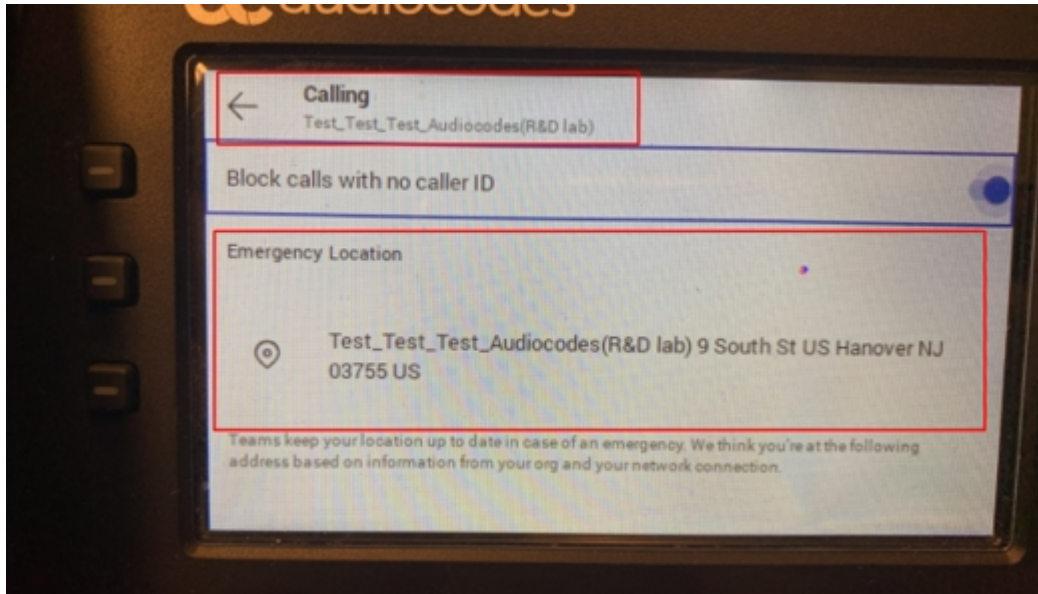 audiocodes
Calling
Test_Test_Test_Audiocodes(R&D lab)
Block calls with no caller ID
Emergency Location
Test_Test_Test_Audiocodes(R&D lab) 9 South St US Hanover NJ
03755 US
Teams keep your location up to date in case of an emergency. We think you're at the following
address based on information from your org and your network connection.